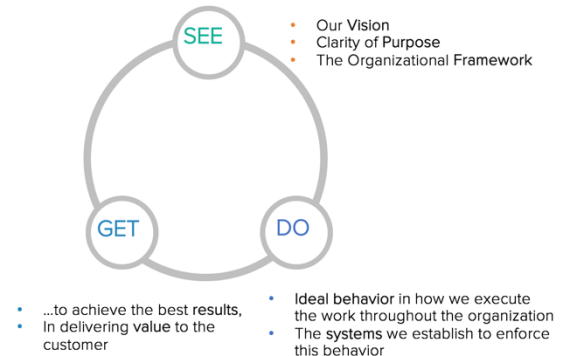 SEE
• Our Vision
• Clarity of Purpose
• The Organizational Framework
GET
DO
• ...to achieve the best results,
• In delivering value to the
customer
• Ideal behavior in how we execute
the work throughout the organization
• The systems we establish to enforce
this behavior